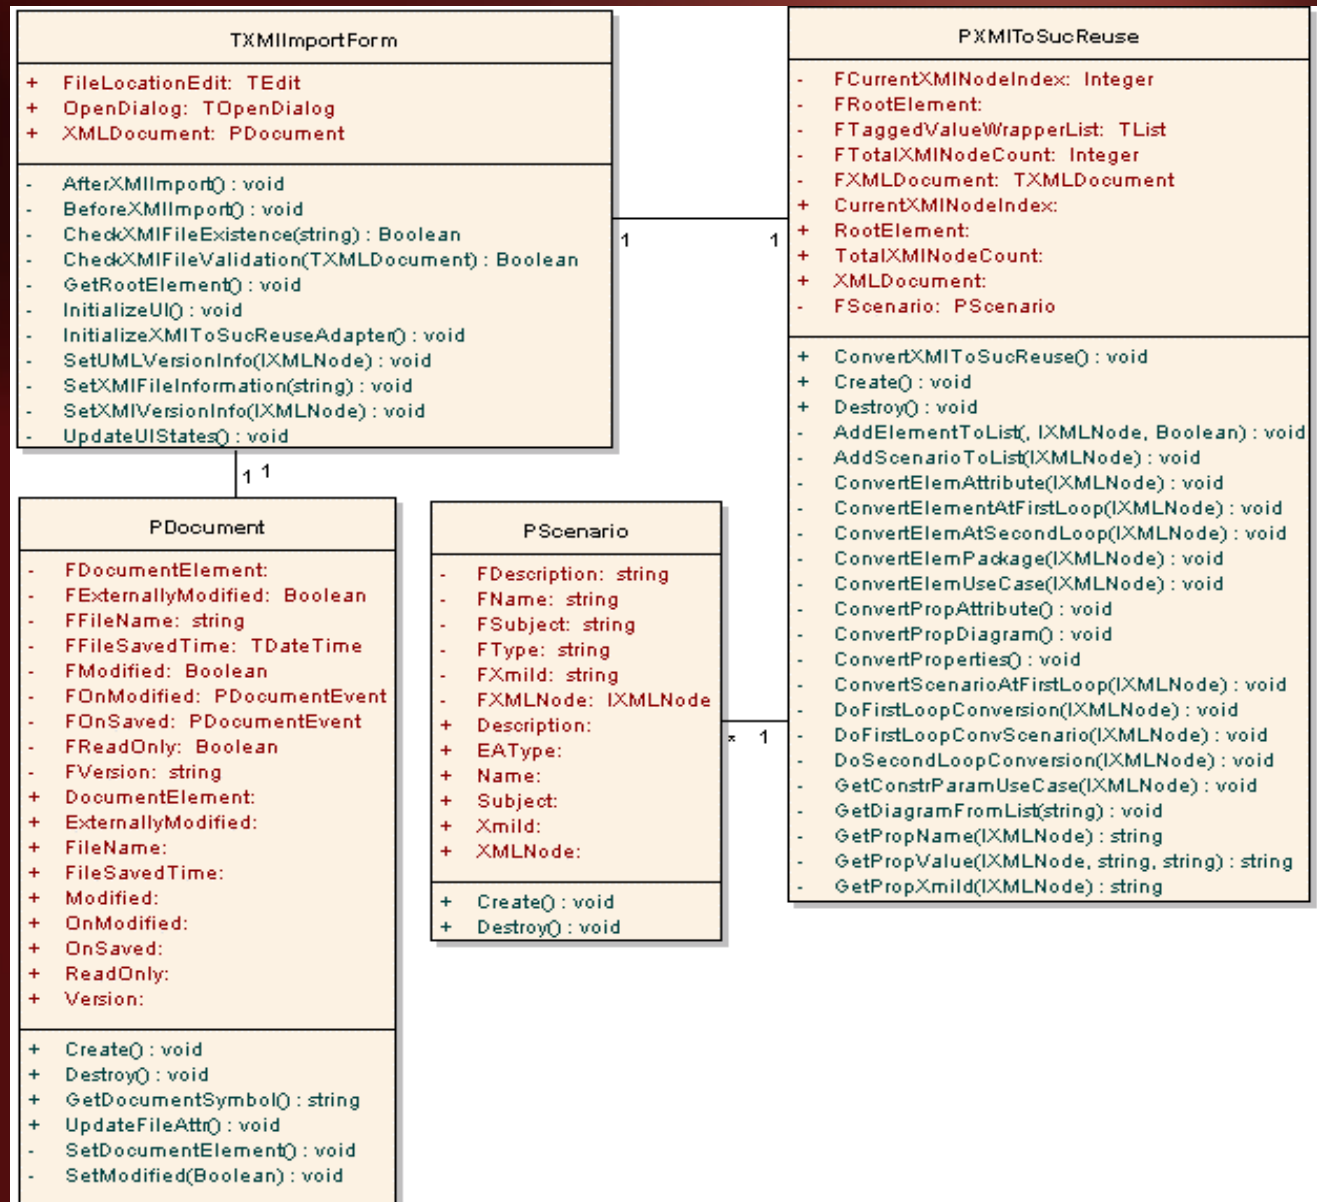 TXMIImportForm
+ FileLocationEdit: TEdit
+ OpenDialog: TOpenDialog
+ XMLDocument: PDocument
- AfterXMIImport() : void
- BeforeXMIImport() : void
- CheckXMIFileExistence(string) : Boolean
- CheckXMIFileValidation(TXMLDocument) : Boolean
- GetRootElement() : void
- InitializeUI() : void
- InitializeXMIToSucReuseAdapter() : void
- SetUMLVersionInfo(IXMLNode) : void
- SetXMIFileInformation(string) : void
- SetXMIVersionInfo(IXMLNode) : void
- UpdateUIStates() : void
1 1
PXMIToSucReuse
- FCurrentXMINodeIndex: Integer
- FRootElement:
- FTaggedValueWrapperList: TList
- FTotalXMINodeCount: Integer
- FXMLDocument: TXMLDocument
+ CurrentXMINodeIndex:
+ RootElement:
+ TotalXMINodeCount:
+ XMLDocument:
- FScenario: PScenario
+ ConvertXMIToSucReuse() : void
+ Create() : void
+ Destroy() : void
- AddElementToList(, IXMLNode, Boolean) : void
- AddScenarioToList(IXMLNode) : void
- ConvertElemAttribute(IXMLNode) : void
- ConvertElementAtFirstLoop(IXMLNode) : void
- ConvertElemAtSecondLoop(IXMLNode) : void
- ConvertElemPackage(IXMLNode) : void
- ConvertElemUseCase(IXMLNode) : void
- ConvertPropAttribute() : void
- ConvertPropDiagram() : void
- ConvertProperties() : void
- ConvertScenarioAtFirstLoop(IXMLNode) : void
- DoFirstLoopConversion(IXMLNode) : void
- DoFirstLoopConvScenario(IXMLNode) : void
- DoSecondLoopConversion(IXMLNode) : void
- GetConstrParamUseCase(IXMLNode) : void
- GetDiagramFromList(string) : void
- GetPropName(IXMLNode) : string
- GetPropValue(IXMLNode, string, string) : string
- GetPropXmiId(IXMLNode) : string
1 1
PDocument
- FDocumentElement:
- FExternallyModified: Boolean
- FFileName: string
- FFileSavedTime: TDateTime
- FModified: Boolean
- FOnModified: PDocumentEvent
- FOnSaved: PDocumentEvent
- FReadOnly: Boolean
- FVersion: string
+ DocumentElement:
+ ExternallyModified:
+ FileName:
+ FileSavedTime:
+ Modified:
+ OnModified:
+ OnSaved:
+ ReadOnly:
+ Version:
+ Create() : void
+ Destroy() : void
+ GetDocumentSymbol() : string
+ UpdateFileAttr() : void
- SetDocumentElement() : void
- SetModified(Boolean) : void
PScenario
- FDescription: string
- FName: string
- FSubject: string
- FType: string
- FXmiId: string
- FXMLNode: IXMLNode
+ Description:
+ EAType:
+ Name:
+ Subject:
+ XmiId:
+ XMLNode:
+ Create() : void
+ Destroy() : void
* 1